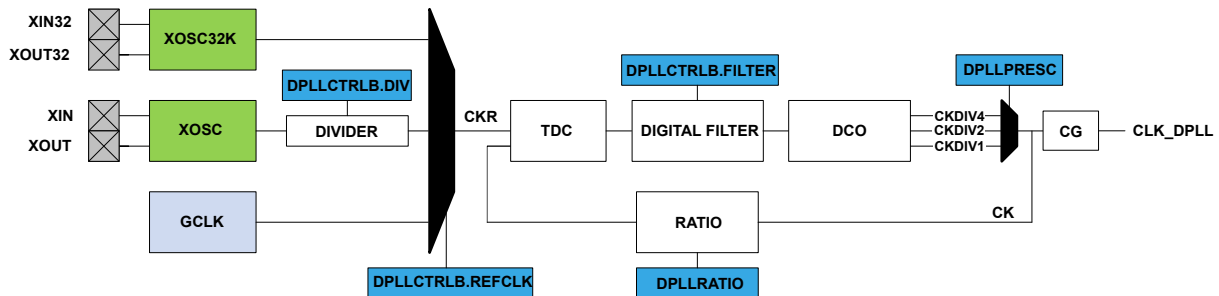 XIN32
XOUT32
XOSC32K
DPLLCTRLB.DIV
DPLLCTRLB.FILTER
DPLLPRESC
XIN
XOUT
XOSC
DIVIDER
CKR
TDC
DIGITAL FILTER
DCO
CKDIV4
CKDIV2
CKDIV1
CG
CLK_DPLL
GCLK
RATIO
CK
DPLLCTRLB.REFCLK
DPLLRATIO